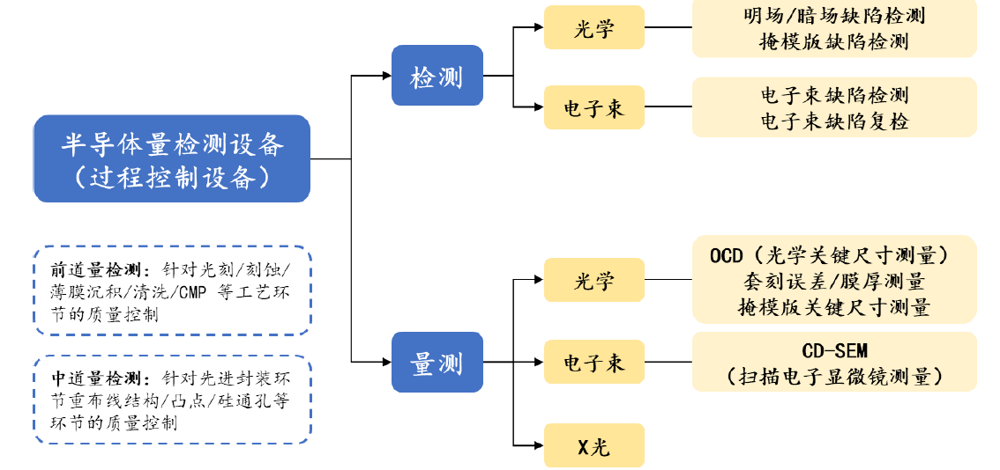 半导体量检测设备
（过程控制设备）
前道量检测：针对光刻/刻蚀/
薄膜沉积/清洗/CMP 等工艺环
节的质量控制
中道量检测：针对先进封装环
节重布线结构/凸点/硅通孔等
环节的质量控制
检测
光学
明场/暗场缺陷检测
掩模版缺陷检测
电子束
电子束缺陷检测
电子束缺陷复检
量测
光学
OCD（光学关键尺寸测量）
套刻误差/膜厚测量
掩模版关键尺寸测量
电子束
CD-SEM
（扫描电子显微镜测量）
X光